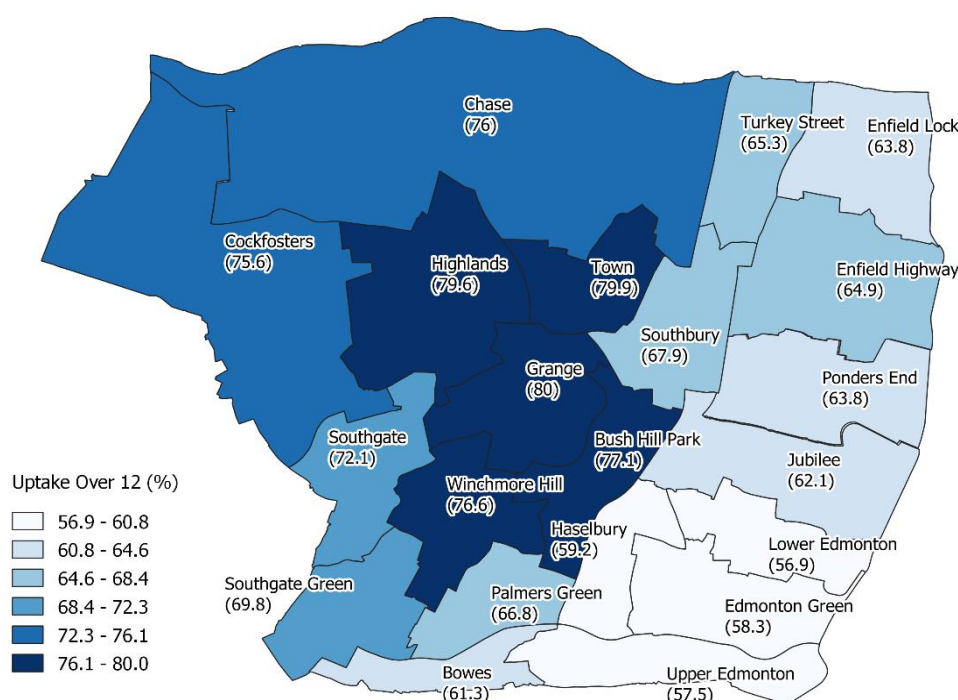 Chase
(76)
Turkey Street
(65.3)
Enfield Lock
(63.8)
Cockfosters
(75.6)
Highlands
(79.6)
Town
(79.9)
Enfield Highway
(64.9)
Southbury
(67.9)
Grange
(80)
Ponders End
(63.8)
Southgate
(72.1)
Bush Hill Park
(77.1)
Jubilee
(62.1)
Winchmore Hill
(76.6)
Haselbury
(59.2)
Lower Edmonton
(56.9)
Southgate Green
(69.8)
Palmers Green
(66.8)
Edmonton Green
(58.3)
Bowes
(61.3)
Upper Edmonton
(57.5)
Uptake Over 12 (%)
56.9 - 60.8
60.8 - 64.6
64.6 - 68.4
68.4 - 72.3
72.3 - 76.1
76.1 - 80.0